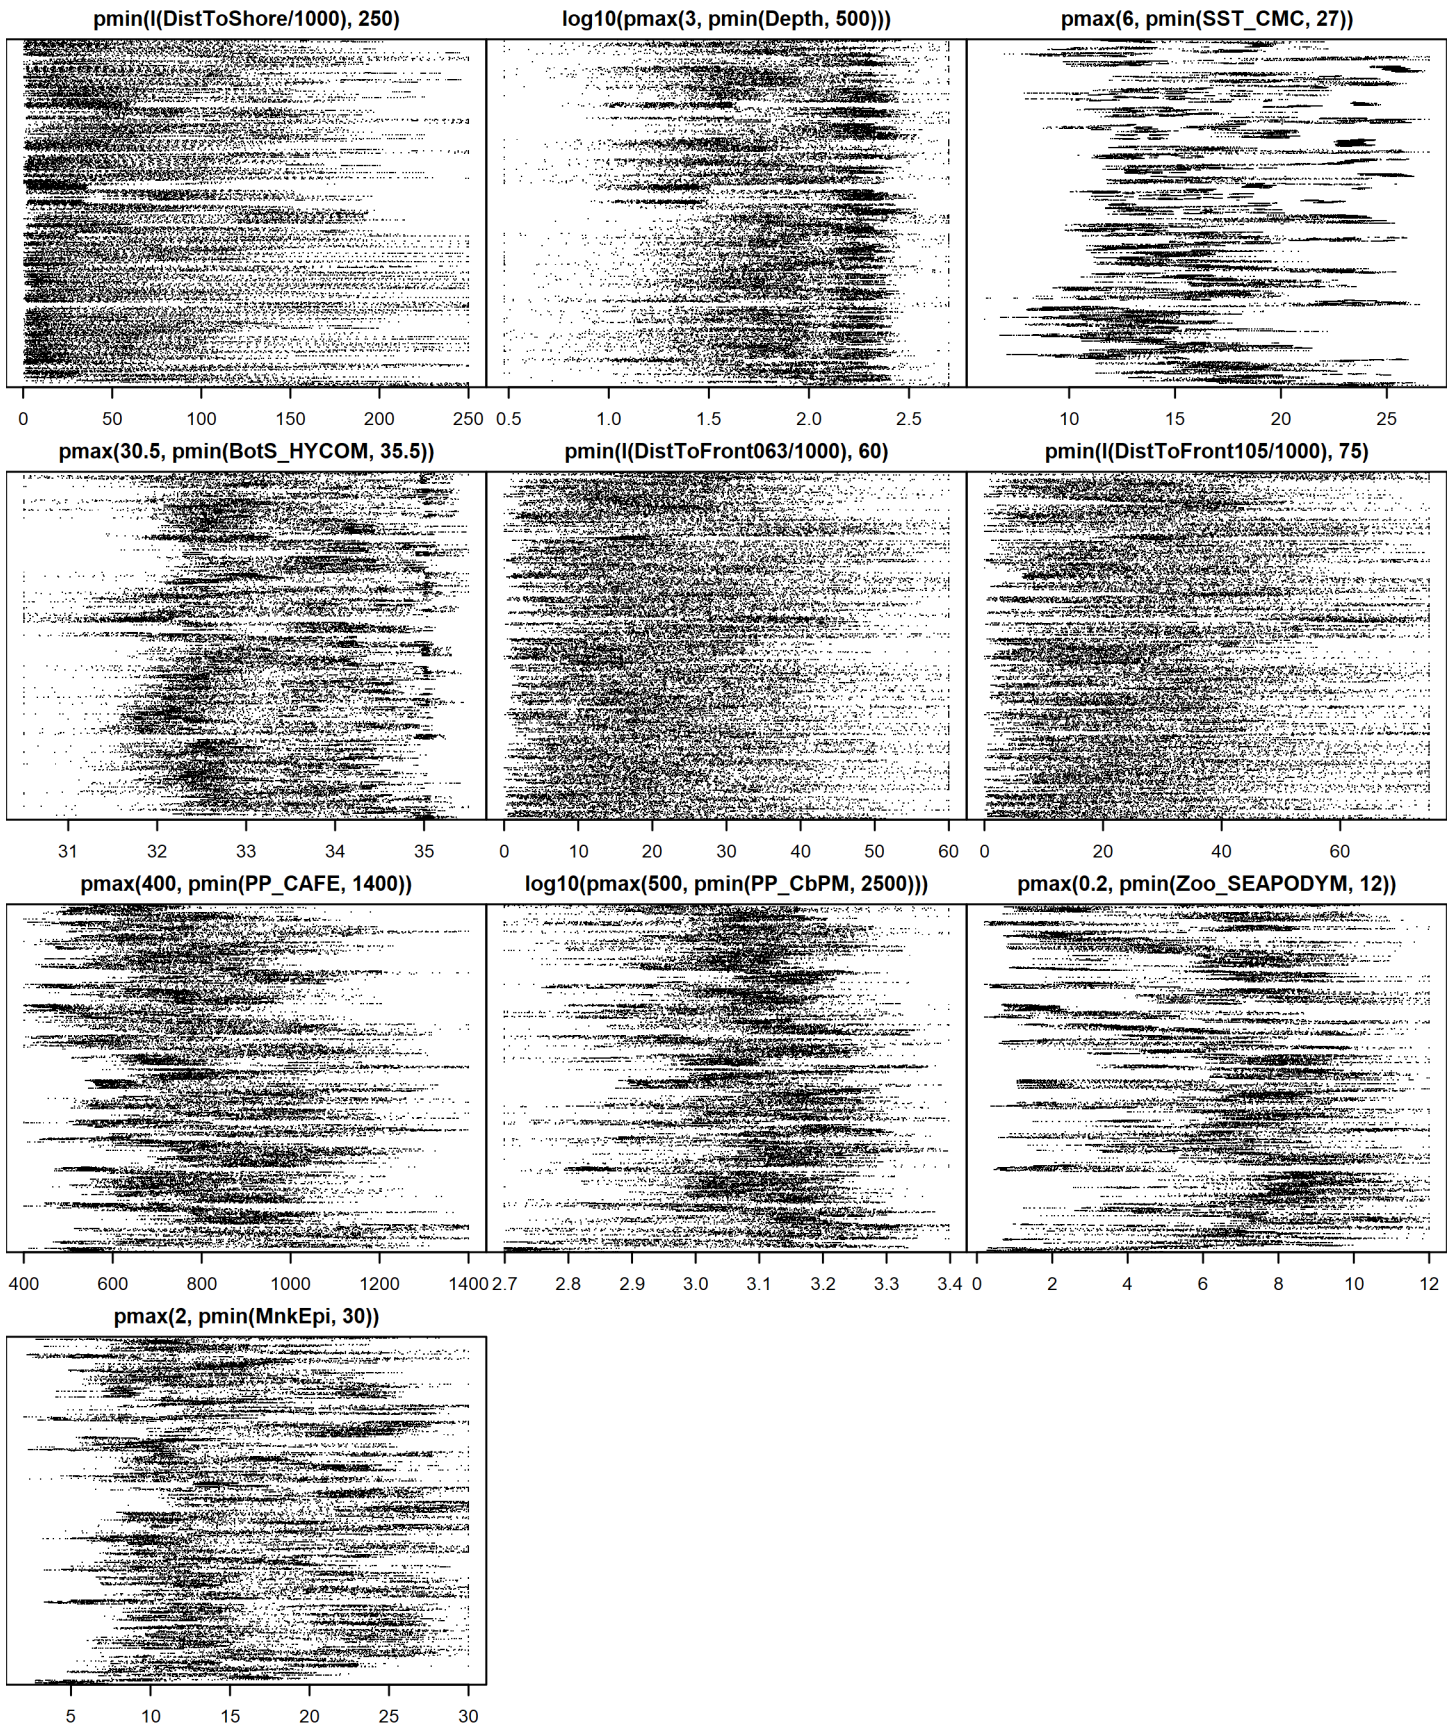 pmin(I(DistToShore/1000), 250)
log10(pmax(3, pmin(Depth, 500)))
pmax(6, pmin(SST_CMC, 27))
0 50 100 150 200 250
0.5 1.0 1.5 2.0 2.5
10 15 20 25
pmax(30.5, pmin(BotS_HYCOM, 35.5))
pmin(I(DistToFront063/1000), 60)
pmin(I(DistToFront105/1000), 75)
31 32 33 34 35
0 10 20 30 40 50 60
0 20 40 60
pmax(400, pmin(PP_CAFE, 1400))
log10(pmax(500, pmin(PP_CbPM, 2500)))
pmax(0.2, pmin(Zoo_SEAPODYM, 12))
400 600 800 1000 1200 1400
2.7 2.8 2.9 3.0 3.1 3.2 3.3 3.4
0 2 4 6 8 10 12
pmax(2, pmin(MnkEpi, 30))
5 10 15 20 25 30